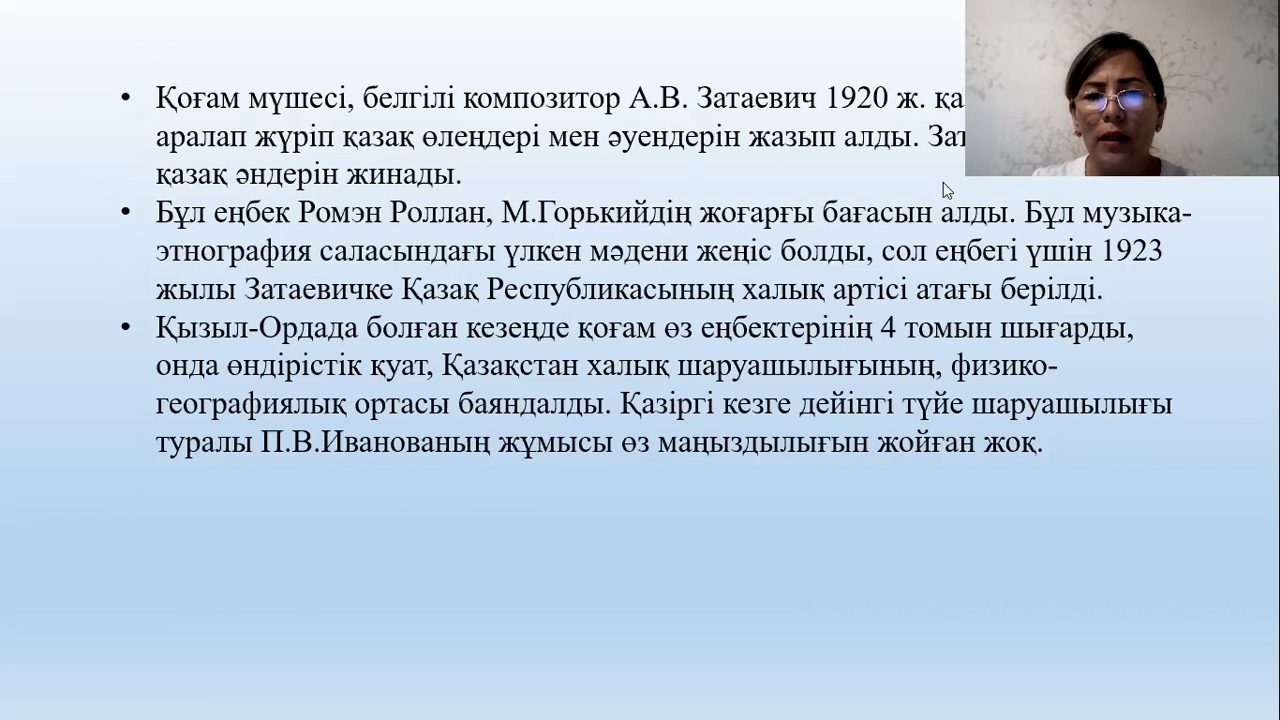 • Қоғам мүшесі, белгілі композитор А.В. Затаевич 1920 ж.
аралап жүріп қазақ өлеңдері мен әуендерін жазып алды.
қазақ әндерін жинады.
• Бұл еңбек Ромэн Роллан, М.Горькийдің жоғарғы бағасын алды. Бұл музыка-
этнография саласындағы үлкен мәдени жеңіс болды, сол еңбегі үшін 1923
жылы Затаевичке Қазақ Республикасының халық артісі атағы берілді.
• Қызыл-Ордада болған кезеңде қоғам өз еңбектерінің 4 томын шығарды,
онда өндірістік қуат, Қазақстан халық шаруашылығының, физико-
географиялық ортасы баяндалды. Қазіргі кезге дейінгі түйе шаруашылығы
туралы П.В.Иванованың жұмысы өз маңыздылығын жойған жоқ.